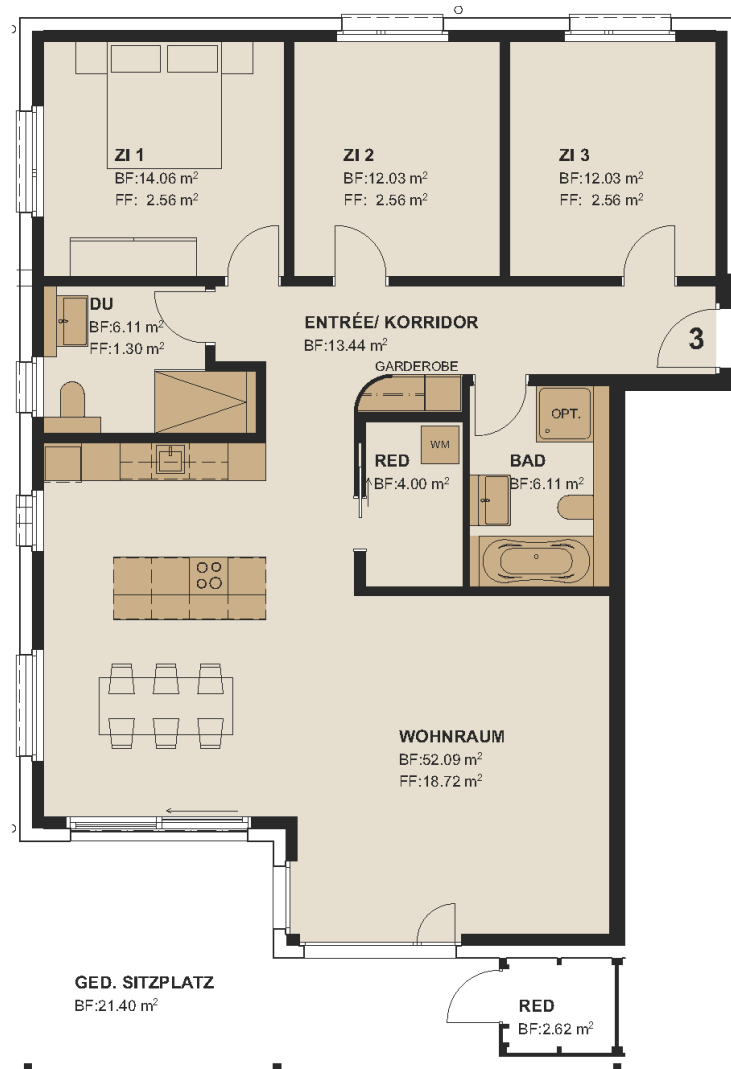 ZI 1
BF:14.06 m²
FF: 2.56 m²
ZI 2
BF:12.03 m²
FF: 2.56 m²
ZI 3
BF:12.03 m²
FF: 2.56 m²
DU
BF:6.11 m²
FF:1.30 m²
ENTRÉE/ KORRIDOR
BF:13.44 m²
3
GARDEROBE
OPT.
WM
RED
BF:4.00 m²
BAD
BF:6.11 m²
WOHNRAUM
BF:52.09 m²
FF:18.72 m²
GED. SITZPLATZ
BF:21.40 m²
RED
BF:2.62 m²